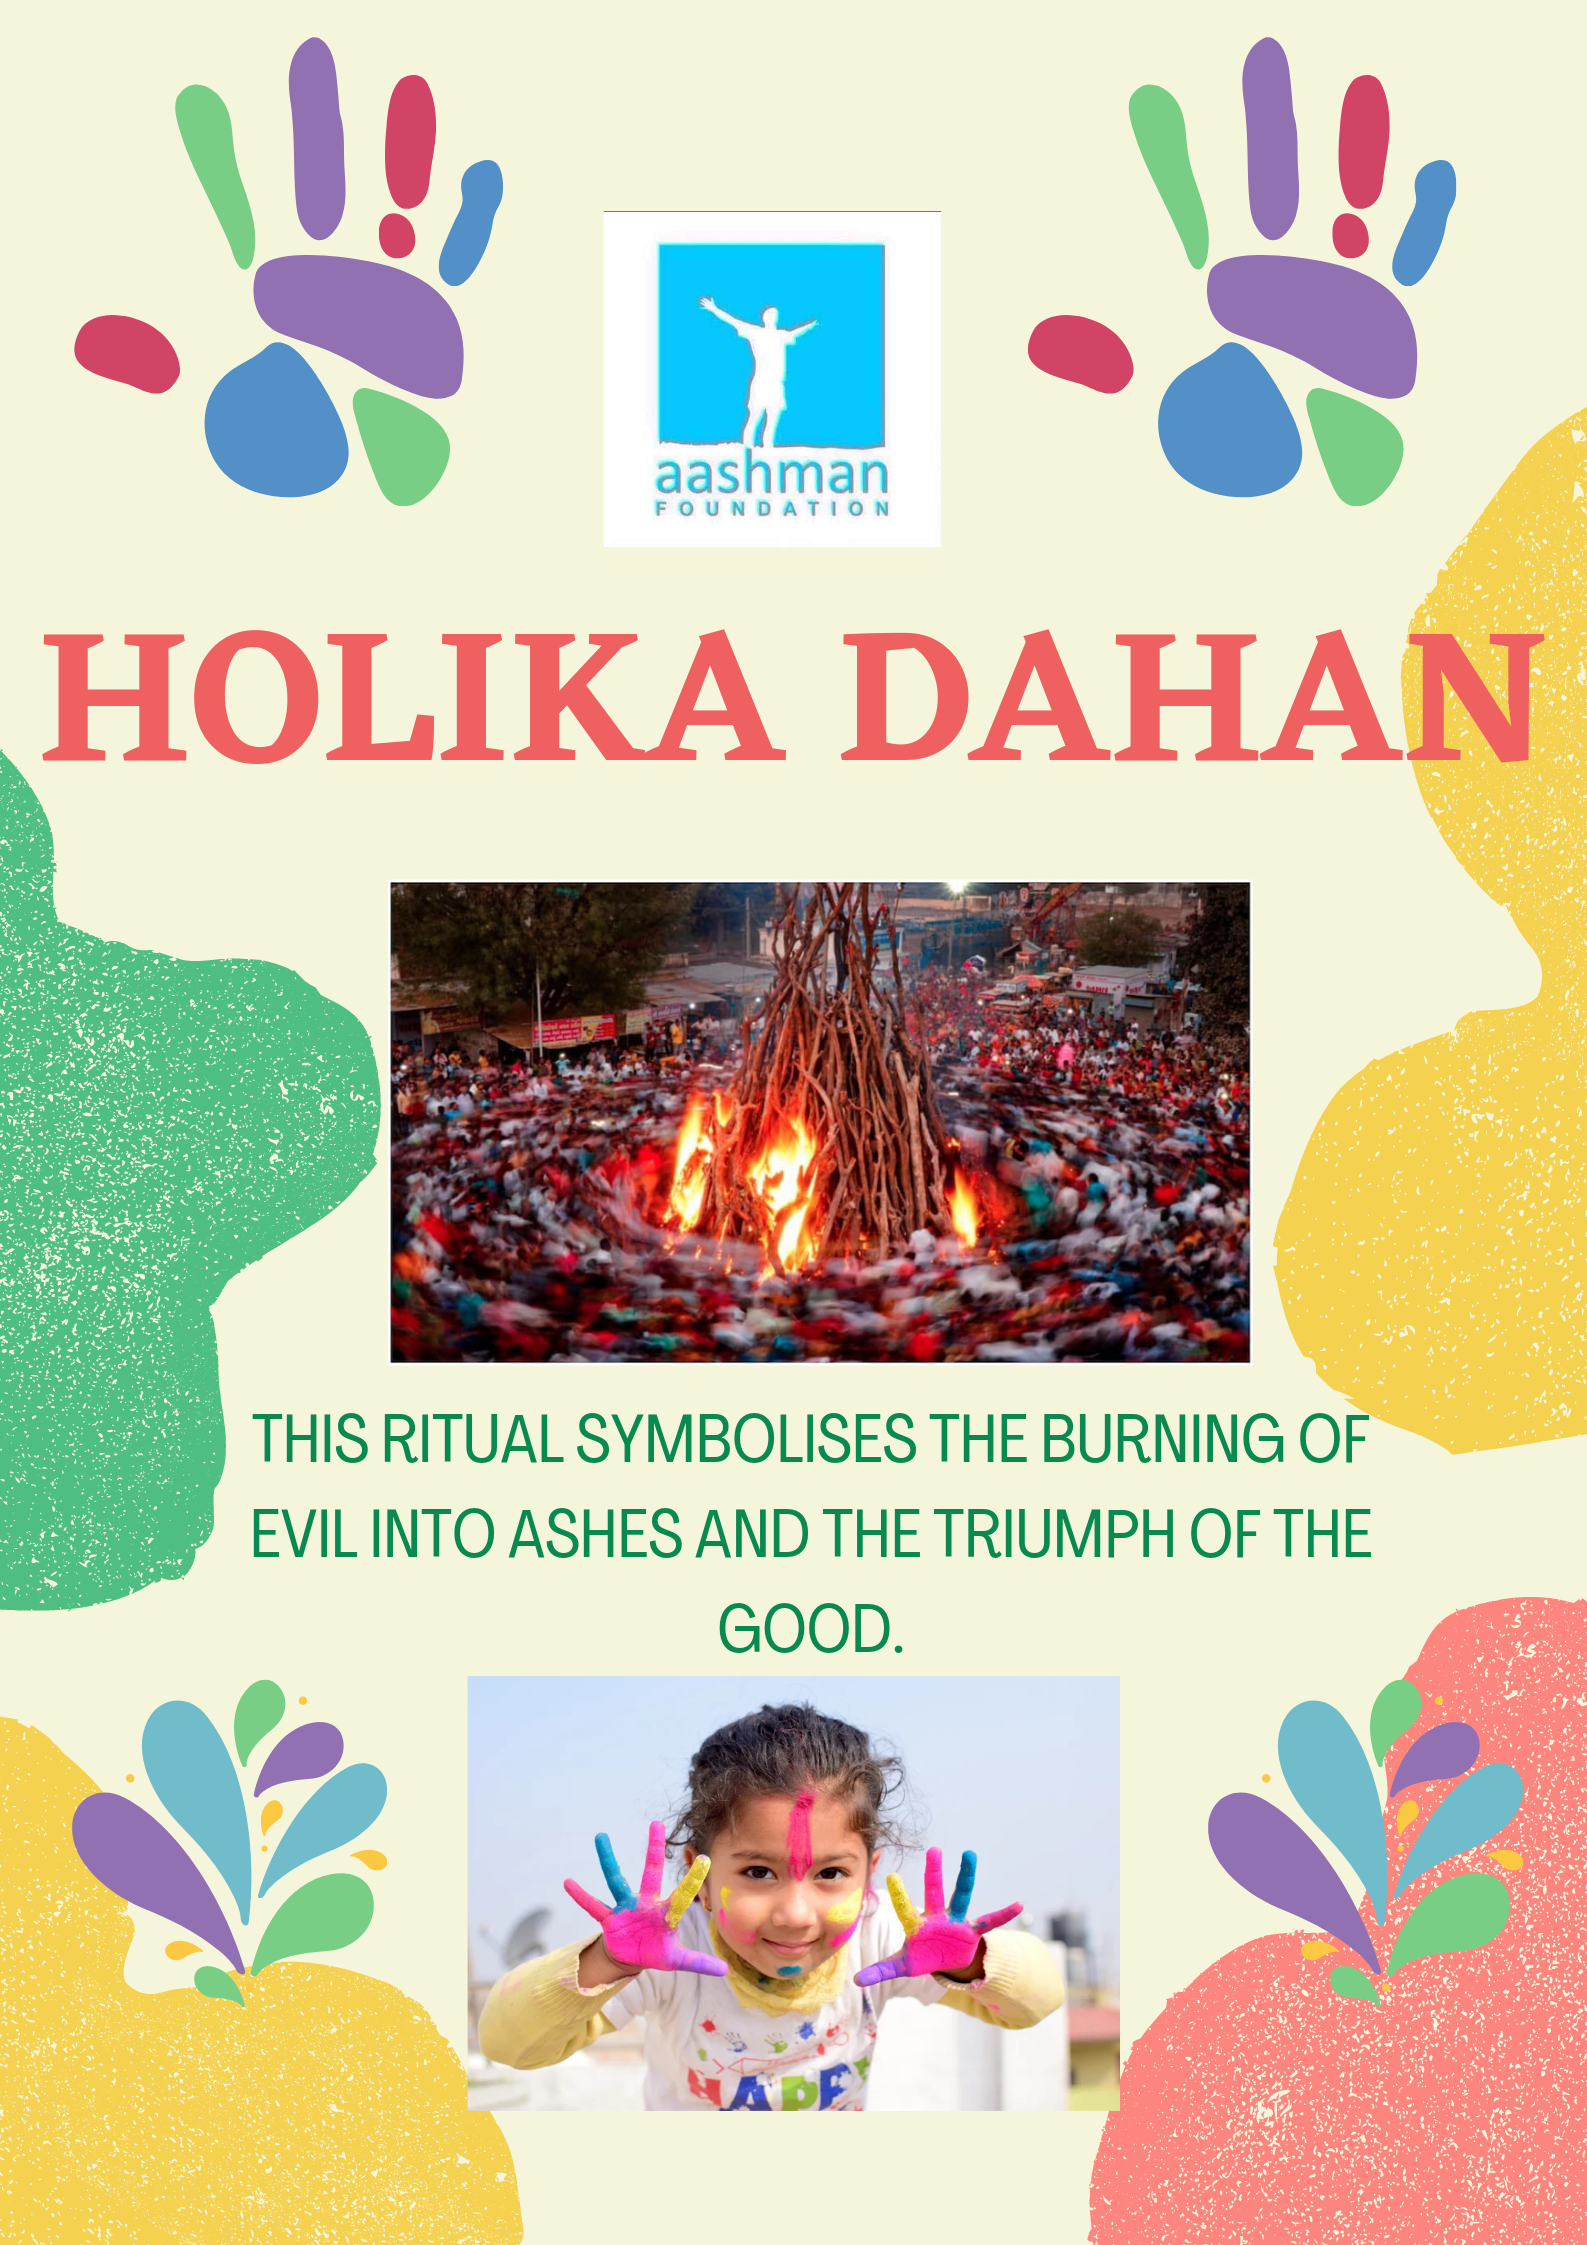 aashman
FOUNDATION
HOLIKA DAHAN
THIS RITUAL SYMBOLISES THE BURNING OF
EVIL INTO ASHES AND THE TRIUMPH OF THE
GOOD.
HAPP